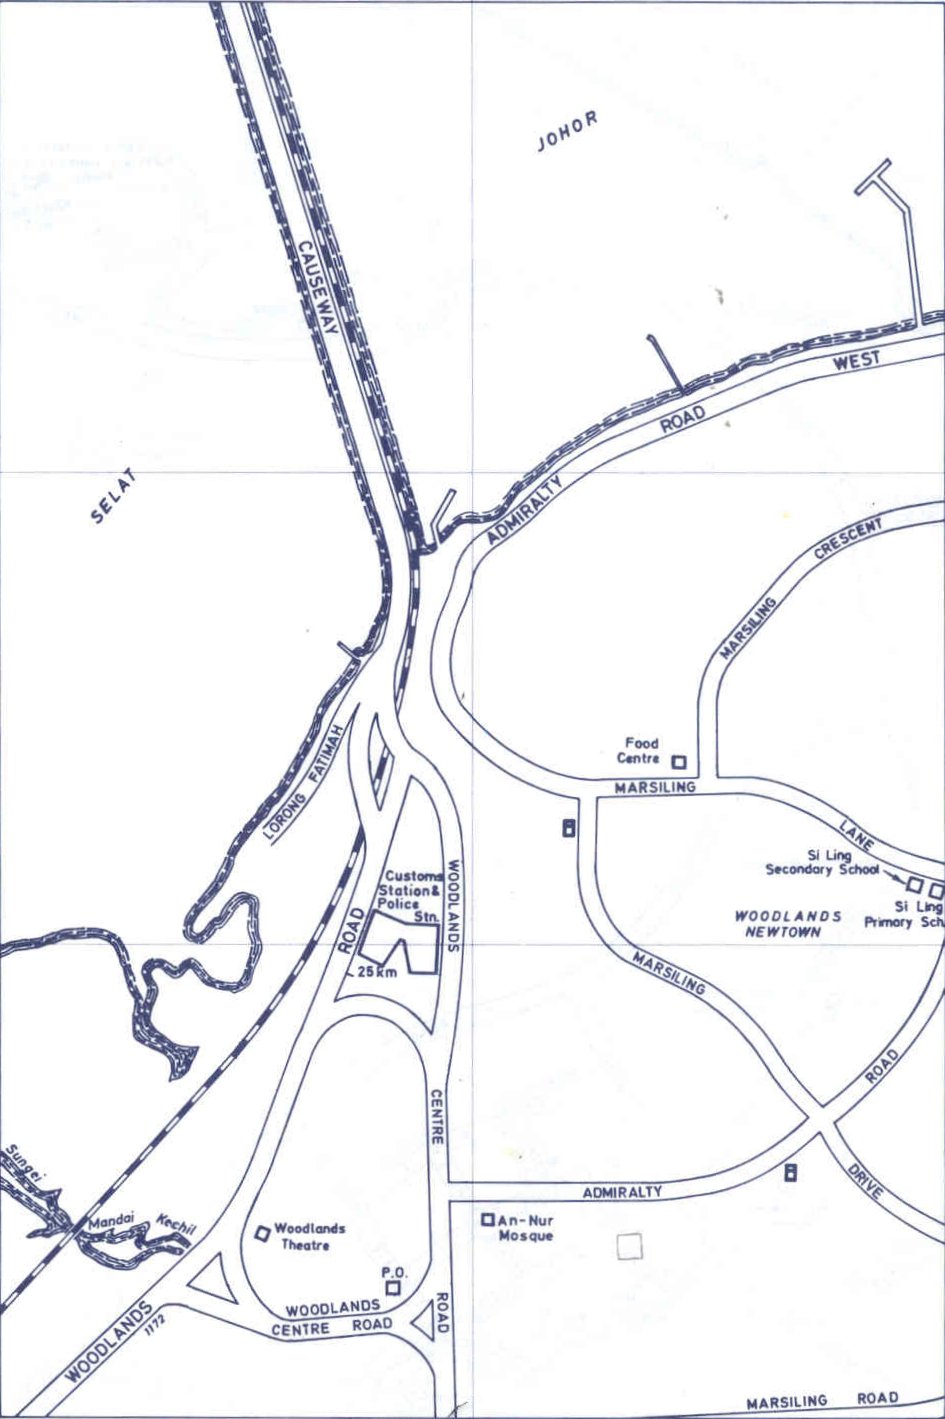 JOHOR
CAUSEWAY
WEST
ROAD
SELAT
ADMIRALTY
CRESCENT
MARSILING
Food
Centre
LORONG FATIMAH
MARSILING
LANE
Si Ling
Secondary School
Si Ling
Primary Sch.
Customs
Station &
Police
Stn.
WOODLANDS
ROAD
WOODLANDS
NEWTOWN
25 km
MARSILING
ROAD
CENTRE
Sungei
Mandai
Kechil
ADMIRALTY
DRIVE
An-Nur
Mosque
Woodlands
Theatre
P.O.
WOODLANDS
CENTRE ROAD
ROAD
WOODLANDS
1172
MARSILING ROAD